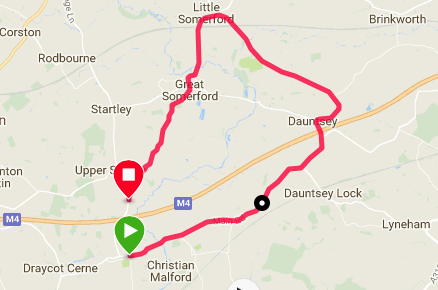 Little
Somerford
Corston
Brinkworth
Rodbourne
Great
Somerford
Startley
Dauntsey
Upper S
M4
M4
Dauntsey Lock
Main
Lyneham
Draycot Cerne
Christian
Malford